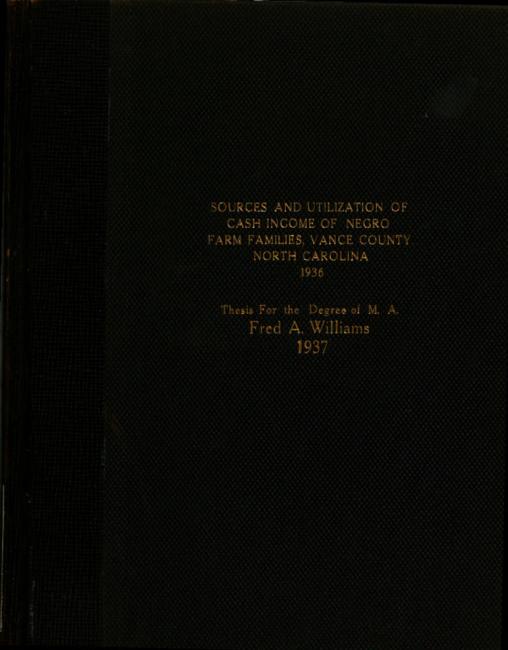 SOURCES AND UTILIZATION OF
CASH INCOME OF NEGRO
FARM FAMILIES, VANCE COUNTY
NORTH CAROLINA
1936
Thesis For the Degree of M. A.
Fred A. Williams
1937